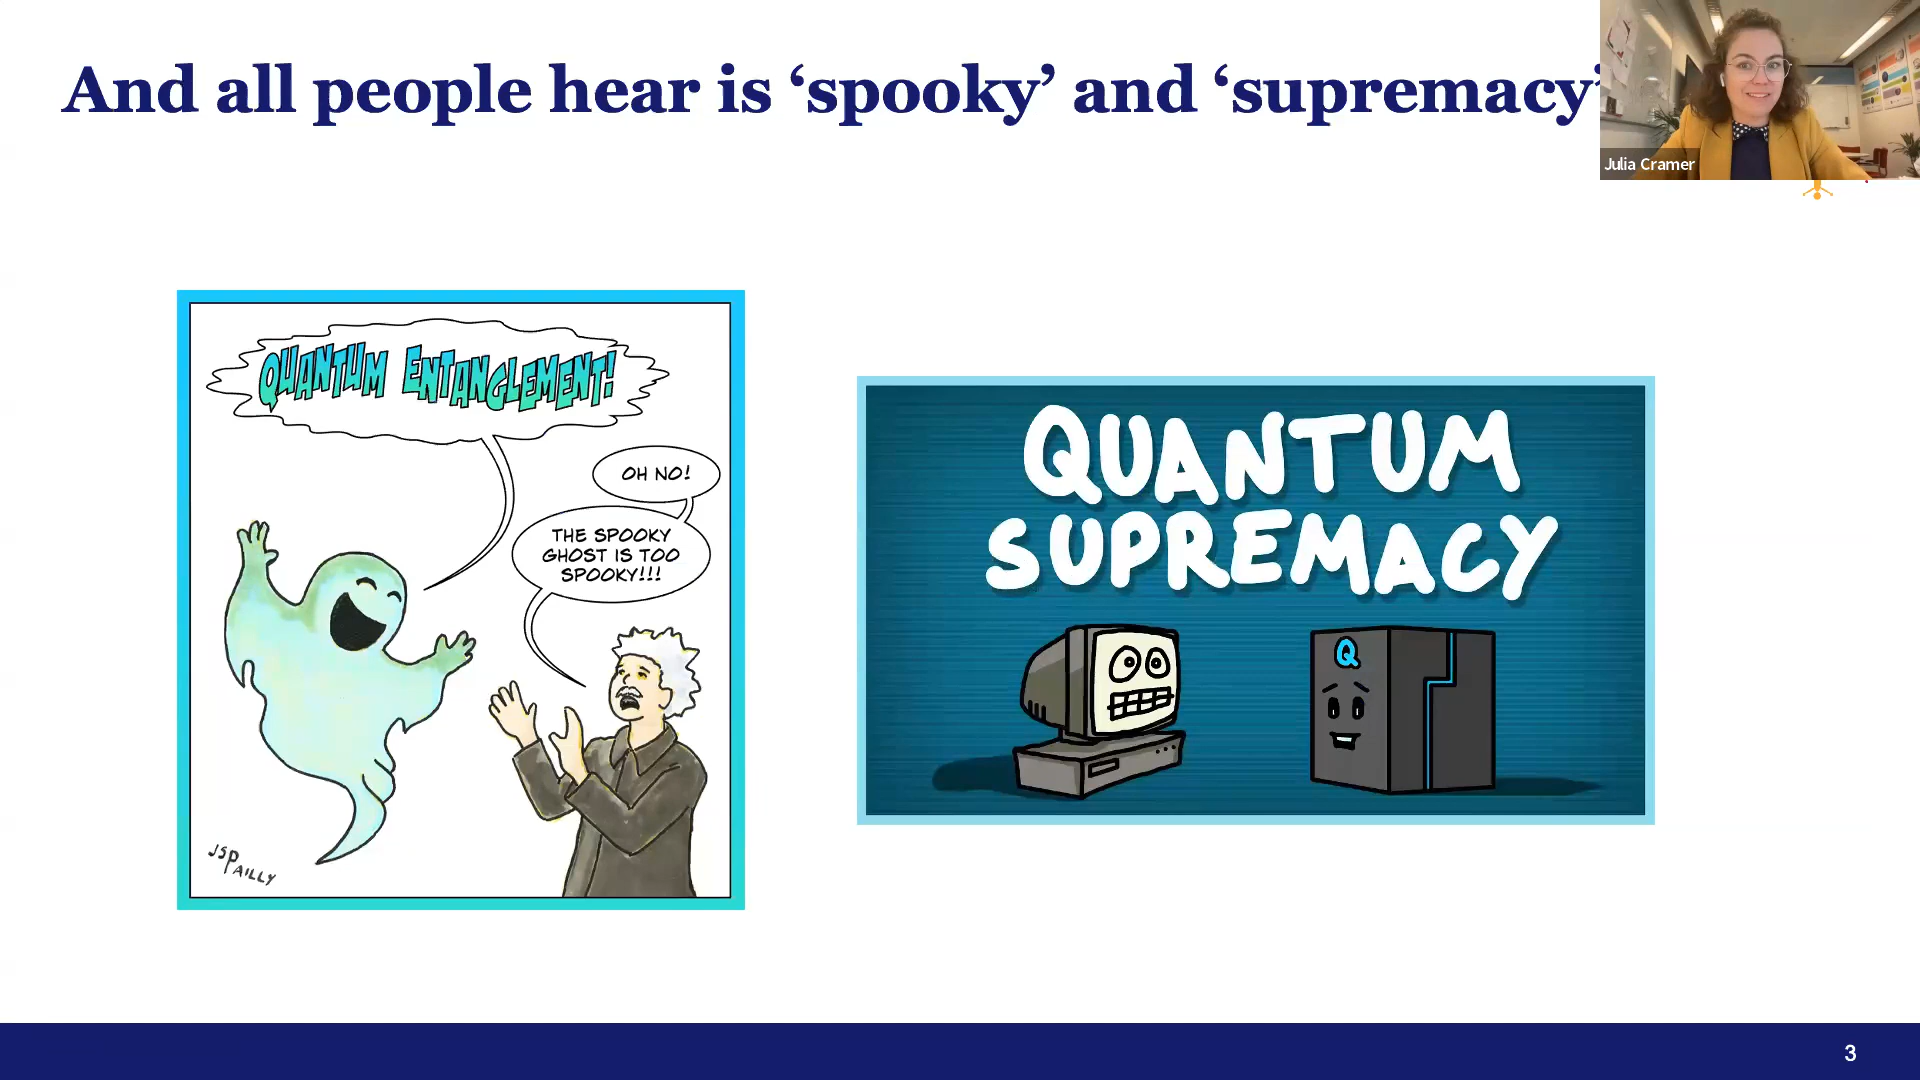 And all people hear is ‘spooky’ and ‘supremacy’
Julia Cramer
QUANTUM ENTANGLEMENT!
OH NO!
THE SPOOKY
GHOST IS TOO
SPOOKY!!!
JSPAILLY
QUANTUM
SUPREMACY
Q
3